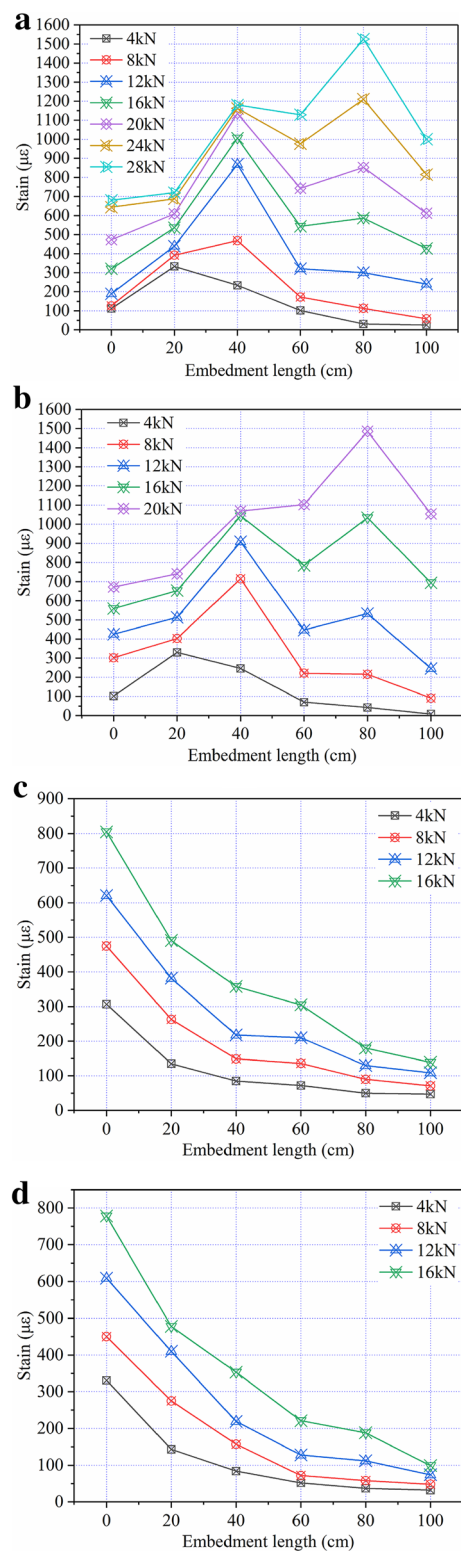 a
1600
1500
1400
1300
1200
1100
1000
900
800
700
600
500
400
300
200
100
0
Stain (με)
4kN
8kN
12kN
16kN
20kN
24kN
28kN
0 20 40 60 80 100
Embedment length (cm)
b
1600
1500
1400
1300
1200
1100
1000
900
800
700
600
500
400
300
200
100
0
Stain (με)
4kN
8kN
12kN
16kN
20kN
0 20 40 60 80 100
Embedment length (cm)
c
900
800
700
600
500
400
300
200
100
0
Stain (με)
4kN
8kN
12kN
16kN
0 20 40 60 80 100
Embedment length (cm)
d
800
700
600
500
400
300
200
100
0
Stain (με)
4kN
8kN
12kN
16kN
0 20 40 60 80 100
Embedment length (cm)